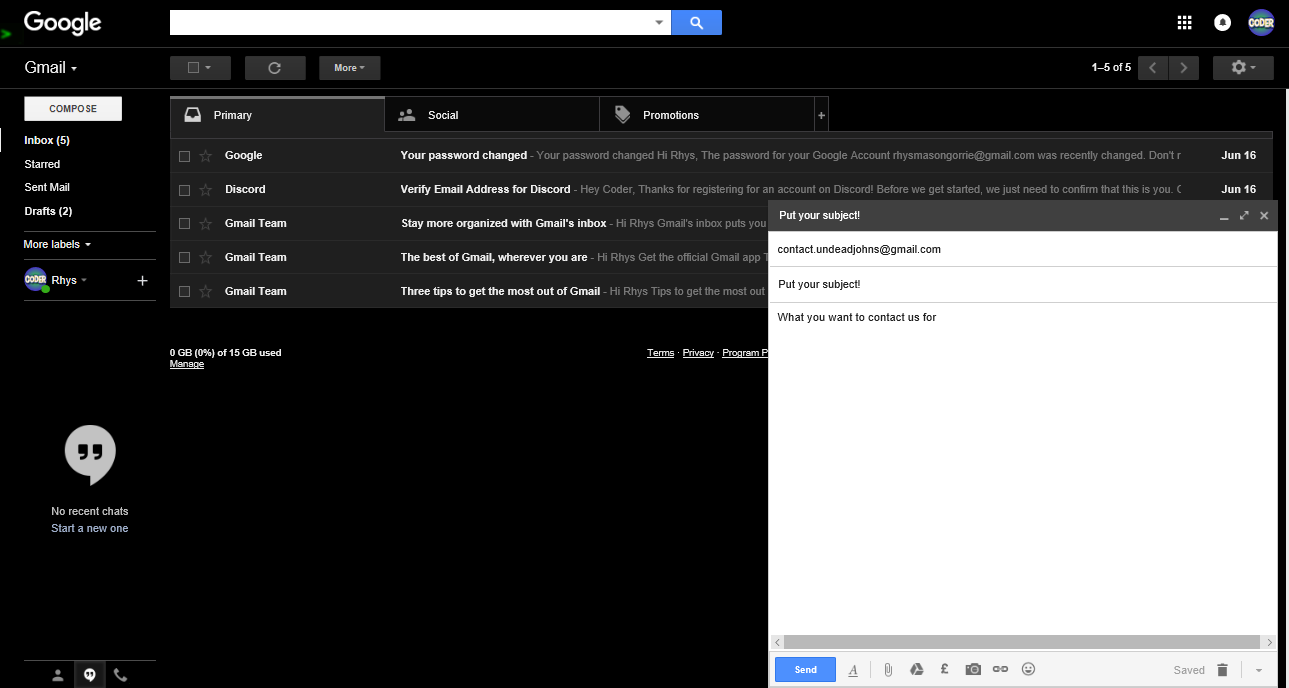 Google
CODER
Gmail
More
1–5 of 5
COMPOSE
Inbox (5)
Starred
Sent Mail
Drafts (2)
More labels
CODER Rhys +
Primary Social Promotions +
Google Your password changed - Your password changed Hi Rhys, The password for your Google Account rhysmasongorrie@gmail.com was recently changed. Don't r Jun 16
Discord Verify Email Address for Discord - Hey Coder, Thanks for registering for an account on Discord! Before we get started, we just need to confirm that this is you. C Jun 16
Gmail Team Stay more organized with Gmail's inbox - Hi Rhys Gmail's inbox puts you
Gmail Team The best of Gmail, wherever you are - Hi Rhys Get the official Gmail app T
Gmail Team Three tips to get the most out of Gmail - Hi Rhys Tips to get the most out
0 GB (0%) of 15 GB used
Manage
Terms · Privacy · Program P
No recent chats
Start a new one
Put your subject!
contact.undeadjohns@gmail.com
Put your subject!
What you want to contact us for
Send A £ Saved